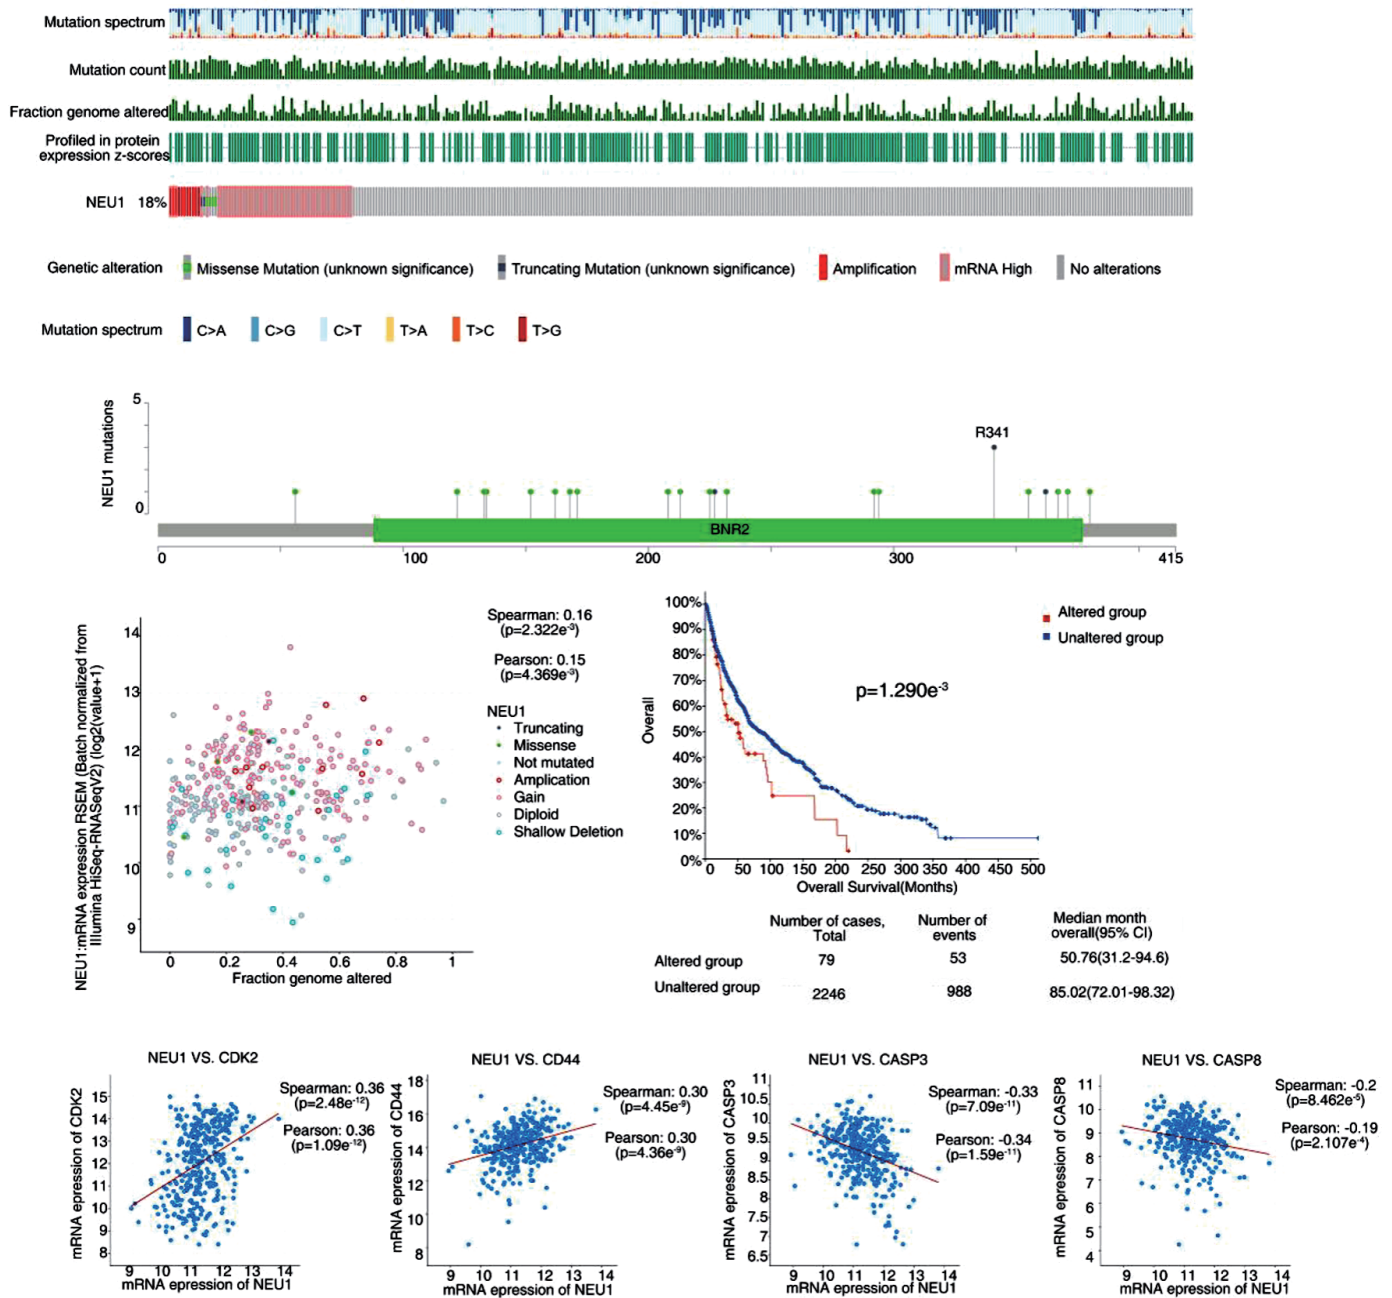 Mutation spectrum
Mutation count
Fraction genome altered
Profiled in protein
expression z-scores
NEU1 18%
Genetic alteration
Missense Mutation (unknown significance)
Truncating Mutation (unknown significance)
Amplification
mRNA High
No alterations
Mutation spectrum
C>A
C>G
C>T
T>A
T>C
T>G
NEU1 mutations
5
0
R341
BNR2
0 100 200 300 415
NEU1:mRNA expression RSEM (Batch normalized from
Illumina HiSeq-RNASeqV2) (log2(value+1)
14
13
12
11
10
9
0 0.2 0.4 0.6 0.8 1
Fraction genome altered
Spearman: 0.16
(p=2.322e-3)
Pearson: 0.15
(p=4.369e-3)
NEU1
Truncating
Missense
Not mutated
Amplication
Gain
Diploid
Shallow Deletion
Overall
100%
90%
80%
70%
60%
50%
40%
30%
20%
10%
0%
0 50 100 150 200 250 300 350 400 450 500
Overall Survival(Months)
p=1.290e-3
Altered group
Unaltered group
Number of cases, Number of Median month
Total events overall(95% CI)
Altered group 79 53 50.76(31.2-94.6)
Unaltered group 2246 988 85.02(72.01-98.32)
NEU1 VS. CDK2
mRNA epression of CDK2
15
14
13
12
11
10
9
8
9 10 11 12 13 14
mRNA epression of NEU1
Spearman: 0.36
(p=2.48e-12)
Pearson: 0.36
(p=1.09e-12)
NEU1 VS. CD44
mRNA epression of CD44
18
16
14
12
10
8
9 10 11 12 13 14
mRNA epression of NEU1
Spearman: 0.30
(p=4.45e-9)
Pearson: 0.30
(p=4.36e-9)
NEU1 VS. CASP3
mRNA epression of CASP3
11
10.5
10
9.5
9
8.5
8
7.5
7
6.5
9 10 11 12 13 14
mRNA epression of NEU1
Spearman: -0.33
(p=7.09e-11)
Pearson: -0.34
(p=1.59e-11)
NEU1 VS. CASP8
mRNA epression of CASP8
11
10
9
8
7
6
5
4
9 10 11 12 13 14
mRNA epression of NEU1
Spearman: -0.2
(p=8.462e-5)
Pearson: -0.19
(p=2.107e-4)